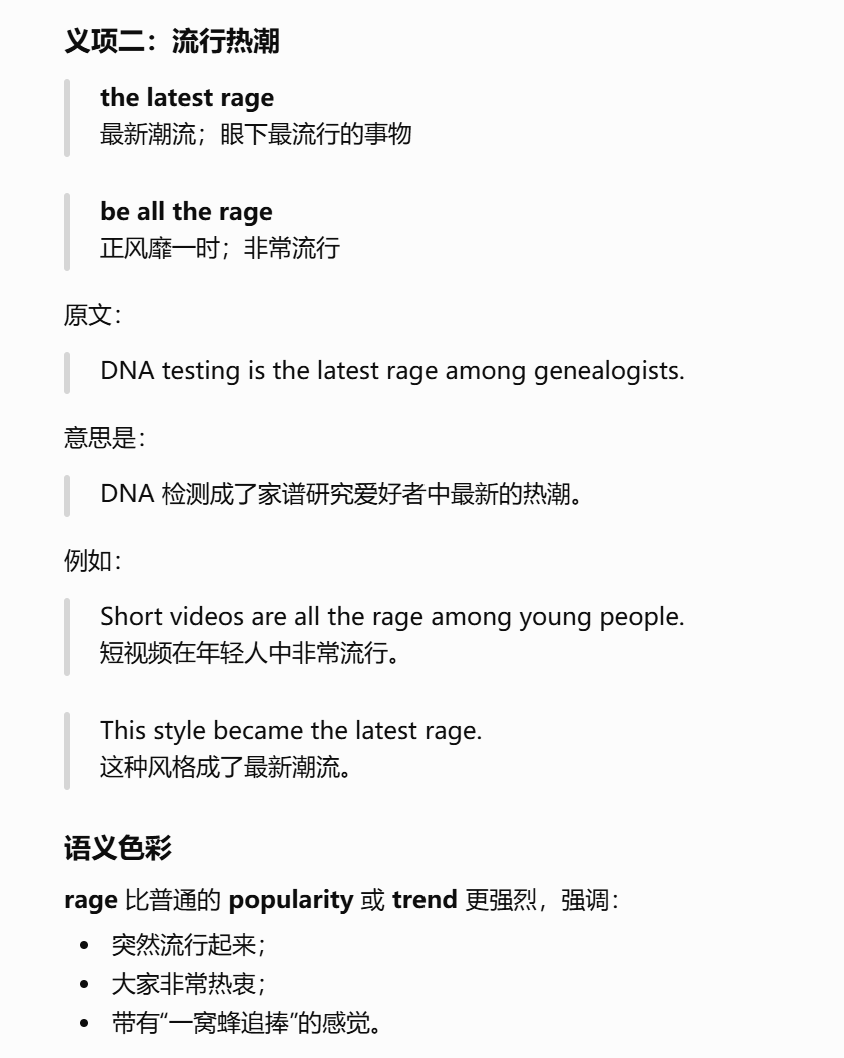 义项二：流行热潮
the latest rage
最新潮流；眼下最流行的事物
be all the rage
正风靡一时；非常流行
原文：
DNA testing is the latest rage among genealogists.
意思是：
DNA 检测成了家谱研究爱好者中最新的热潮。
例如：
Short videos are all the rage among young people.
短视频在年轻人中非常流行。
This style became the latest rage.
这种风格成了最新潮流。
语义色彩
rage 比普通的 popularity 或 trend 更强烈，强调：
• 突然流行起来；
• 大家非常热衷；
• 带有“一窝蜂追捧”的感觉。